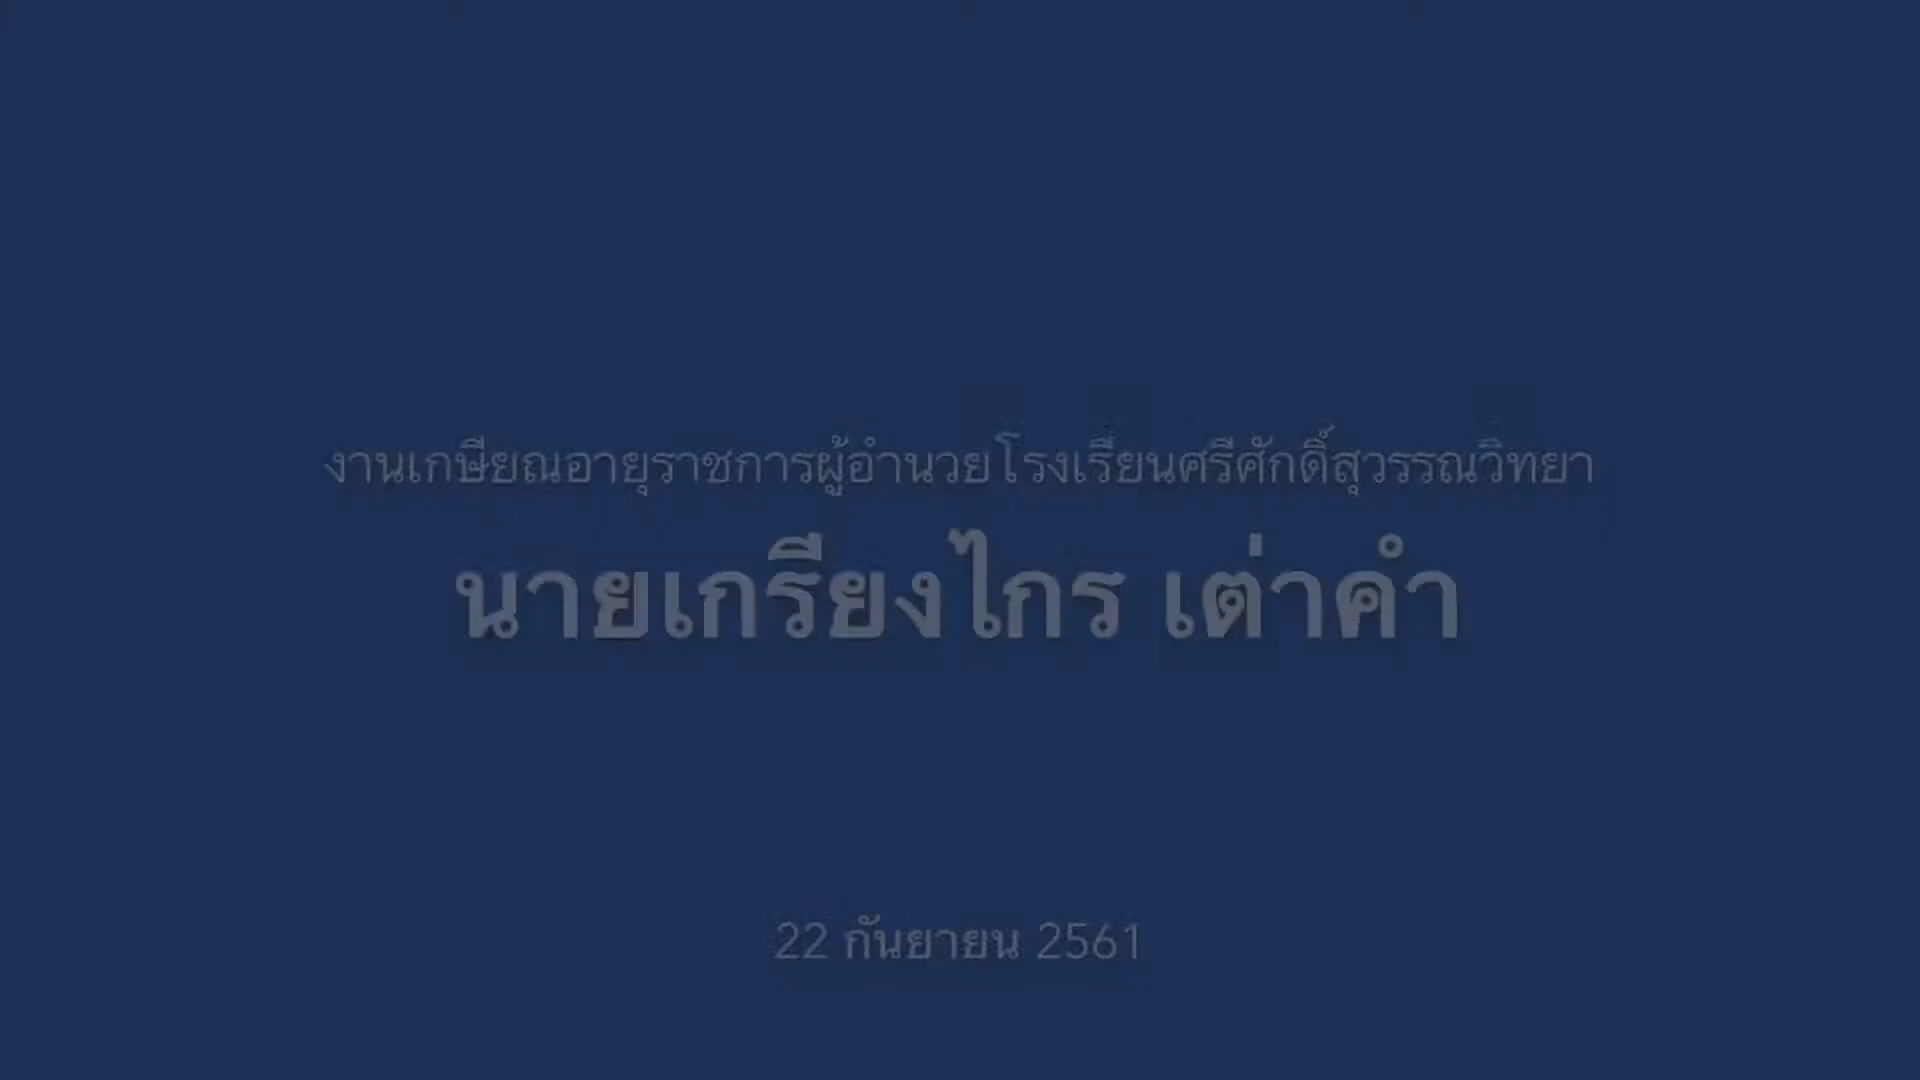 งานเกษียณอายุราชการผู้อำนวยโรงเรียนศรีศักดิ์สุวรรณวิทยา
นายเกรียงไกร เต่าคำ
22 กันยายน 2561